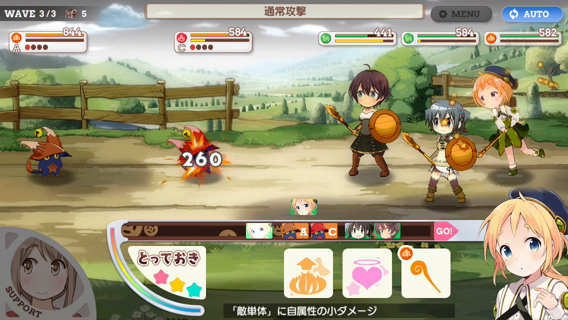 WAVE 3/3 5
通常攻撃
MENU
AUTO
844
A
584
C
441
584
582
260
A
C
GO!
とっておき
SUPPORT
「敵単体」に自属性の小ダメージ